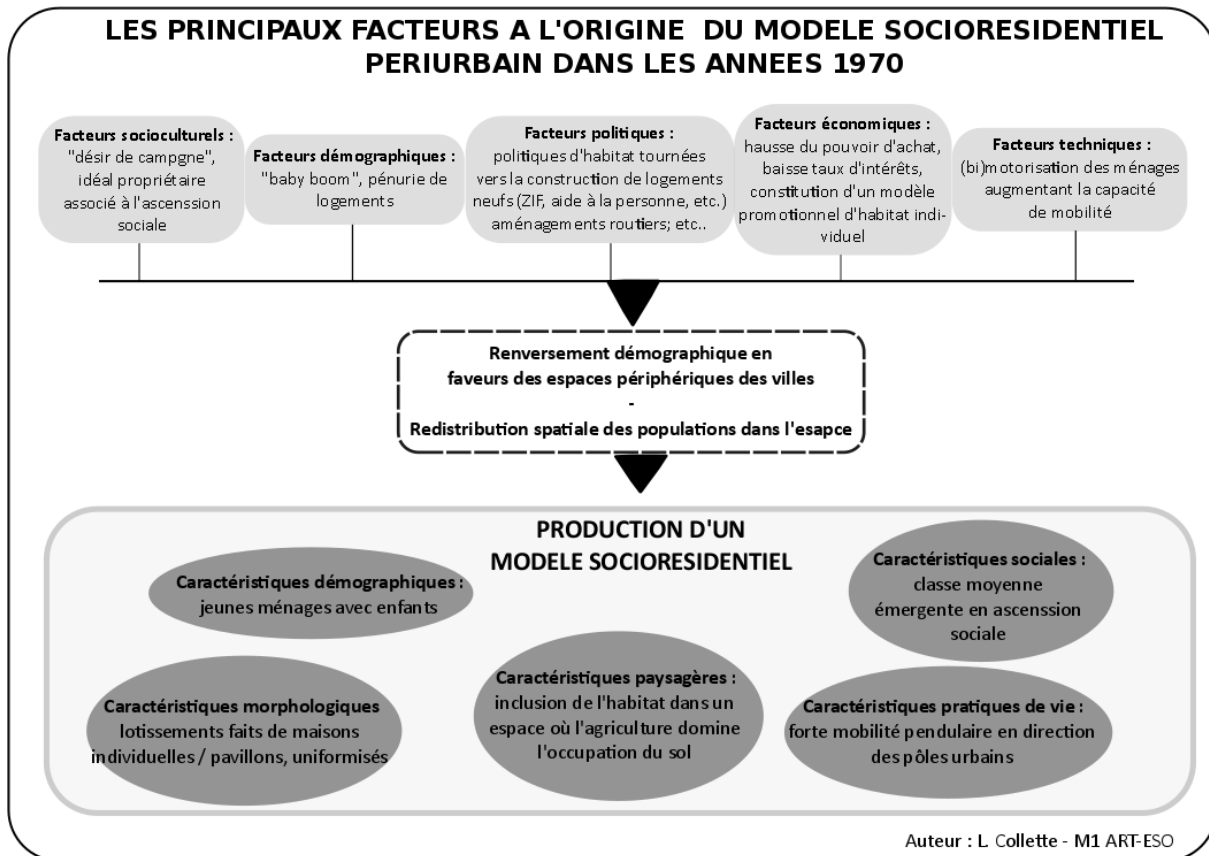 LES PRINCIPAUX FACTEURS A L'ORIGINE DU MODELE SOCIORESIDENTIEL
PERIURBAIN DANS LES ANNEES 1970
Facteurs socioculturels :
"désir de campgne",
idéal propriétaire
associé à l'ascenssion
sociale
Facteurs démographiques :
"baby boom", pénurie de
logements
Facteurs politiques :
politiques d'habitat tournées
vers la construction de logements
neufs (ZIF, aide à la personne, etc.)
aménagements routiers; etc..
Facteurs économiques :
hausse du pouvoir d'achat,
baisse taux d'intérêts,
constitution d'un modèle
promotionnel d'habitat indi-
viduel
Facteurs techniques :
(bi)motorisation des ménages
augmentant la capacité
de mobilité
Renversement démographique en
faveurs des espaces périphériques des villes
-
Redistribution spatiale des populations dans l'esapce
PRODUCTION D'UN
MODELE SOCIORESIDENTIEL
Caractéristiques démographiques :
jeunes ménages avec enfants
Caractéristiques sociales :
classe moyenne
émergente en ascenssion
sociale
Caractéristiques morphologiques
lotissements faits de maisons
individuelles / pavillons, uniformisés
Caractéristiques paysagères :
inclusion de l'habitat dans un
espace où l'agriculture domine
l'occupation du sol
Caractéristiques pratiques de vie :
forte mobilité pendulaire en direction
des pôles urbains
Auteur : L. Collette - M1 ART-ESO